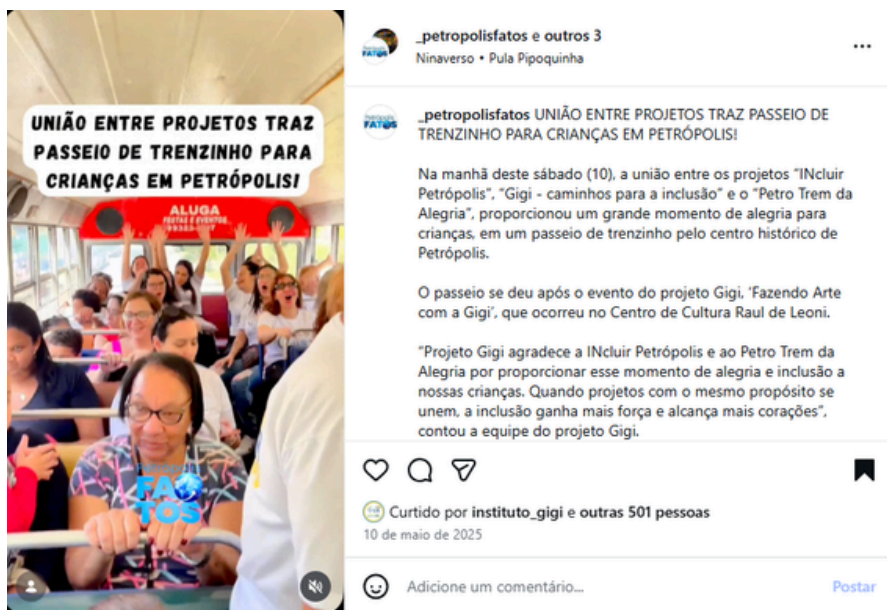 UNIÃO ENTRE PROJETOS TRAZ
PASSEIO DE TRENZINHO PARA
CRIANÇAS EM PETRÓPOLIS!
ALUGA
FESTAS E EVENTOS
Petrópolis
FATOS
_petropolisfatos e outros 3
Ninaverso • Pula Pipoquinha
FATOS
_petropolisfatos UNIÃO ENTRE PROJETOS TRAZ PASSEIO DE
TRENZINHO PARA CRIANÇAS EM PETRÓPOLIS!
Na manhã deste sábado (10), a união entre os projetos "INcluir
Petrópolis", "Gigi - caminhos para a inclusão" e o "Petro Trem da
Alegria", proporcionou um grande momento de alegria para
crianças, em um passeio de trenzinho pelo centro histórico de
Petrópolis.
O passeio se deu após o evento do projeto Gigi, 'Fazendo Arte
com a Gigi', que ocorreu no Centro de Cultura Raul de Leoni.
"Projeto Gigi agradece a INcluir Petrópolis e ao Petro Trem da
Alegria por proporcionar esse momento de alegria e inclusão a
nossas crianças. Quando projetos com o mesmo propósito se
unem, a inclusão ganha mais força e alcança mais corações",
contou a equipe do projeto Gigi.
Curtido por instituto_gigi e outras 501 pessoas
10 de maio de 2025
Adicione um comentário...
Postar